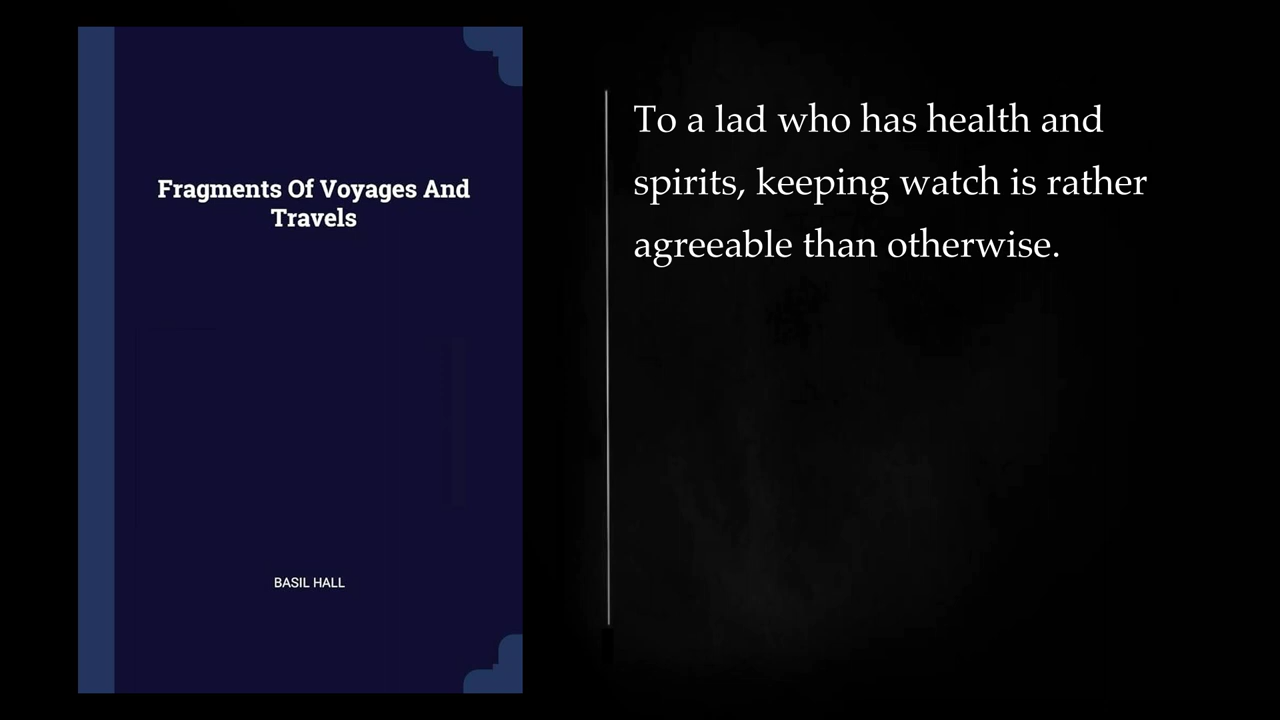 Fragments Of Voyages And
Travels
BASIL HALL
To a lad who has health and
spirits, keeping watch is rather
agreeable than otherwise.